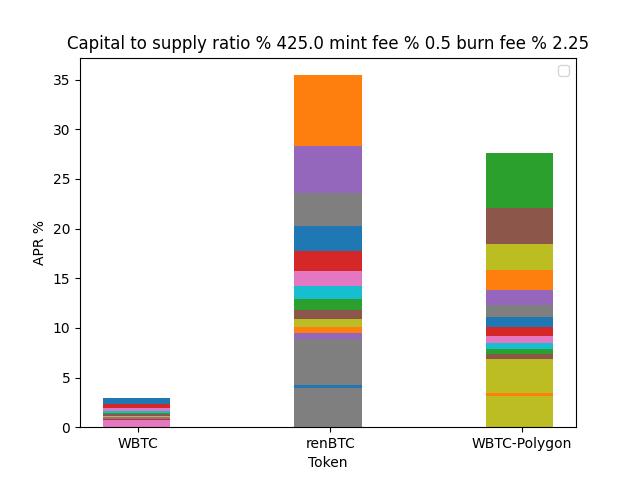 Capital to supply ratio % 425.0 mint fee % 0.5 burn fee % 2.25
35
30
25
20
15
10
5
0
APR %
WBTC
renBTC
WBTC-Polygon
Token